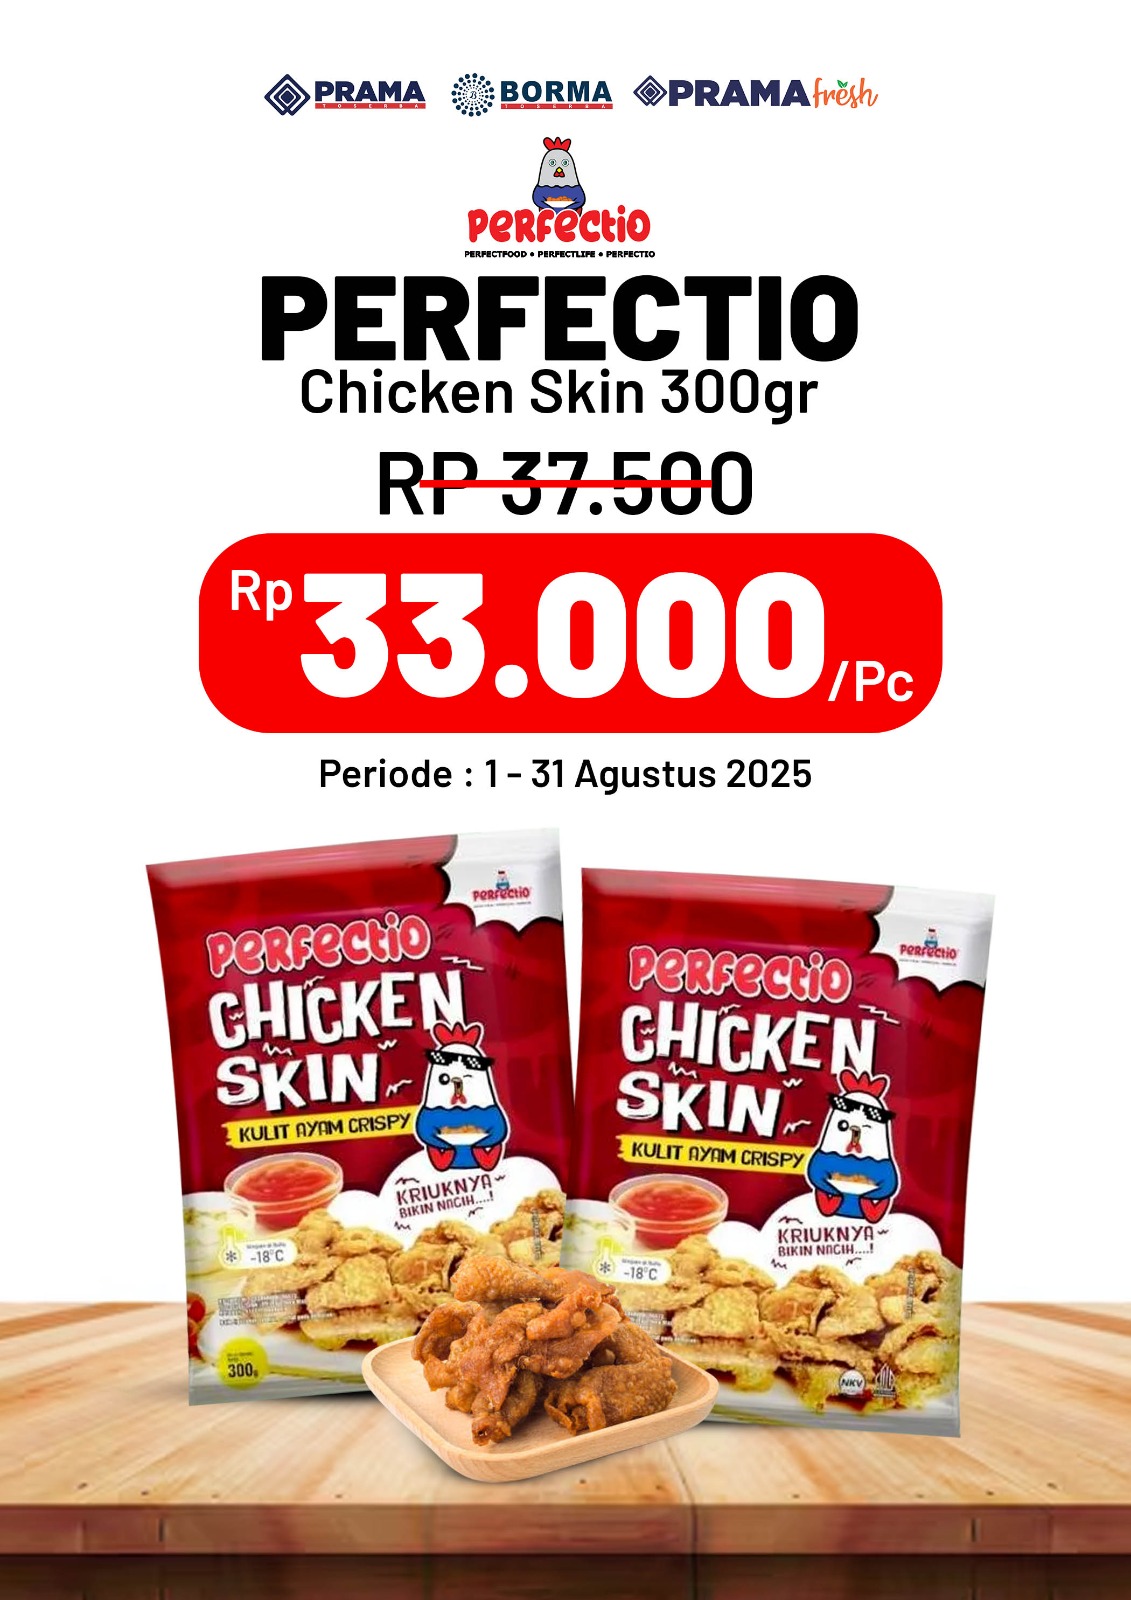 PRAMA
TOSERBA
BORMA
TOSERBA
PRAMA fresh
PERFECTIO
PERFECTFOOD • PERFECTLIFE • PERFECTIO
PERFECTIO
Chicken Skin 300gr
RP 37.500
Rp 33.000 /Pc
Periode : 1 - 31 Agustus 2025
PERFECTIO
PERFECTIO
CHICKEN
SKIN
KULIT AYAM CRISPY
KRIUKNYA
BIKIN NAGIH....!
-18°C
300g
PERFECTIO
PERFECTIO
CHICKEN
SKIN
KULIT AYAM CRISPY
KRIUKNYA
BIKIN NAGIH....!
-18°C
NKV